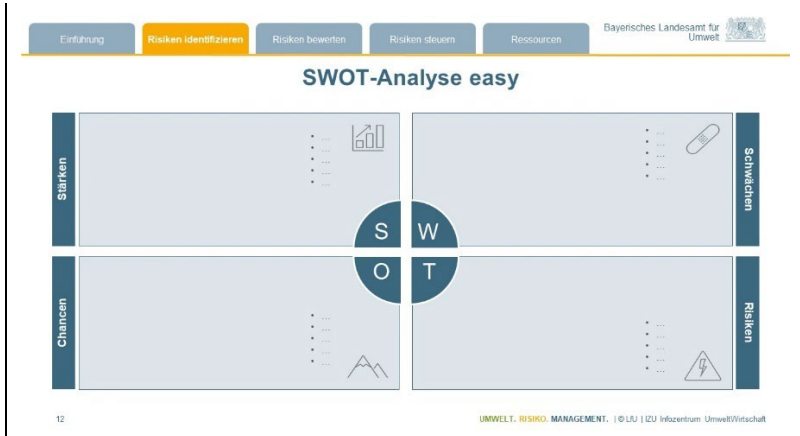 Einführung
Risiken identifizieren
Risiken bewerten
Risiken steuern
Ressourcen
Bayerisches Landesamt für
Umwelt
SWOT-Analyse easy
Stärken
• ...
• ...
• ...
• ...
• ...
Schwächen
• ...
• ...
• ...
• ...
• ...
S W
O T
Chancen
• ...
• ...
• ...
• ...
• ...
Risiken
• ...
• ...
• ...
• ...
• ...
12
UMWELT. RISIKO. MANAGEMENT. | © LfU | IZU Infozentrum UmweltWirtschaft